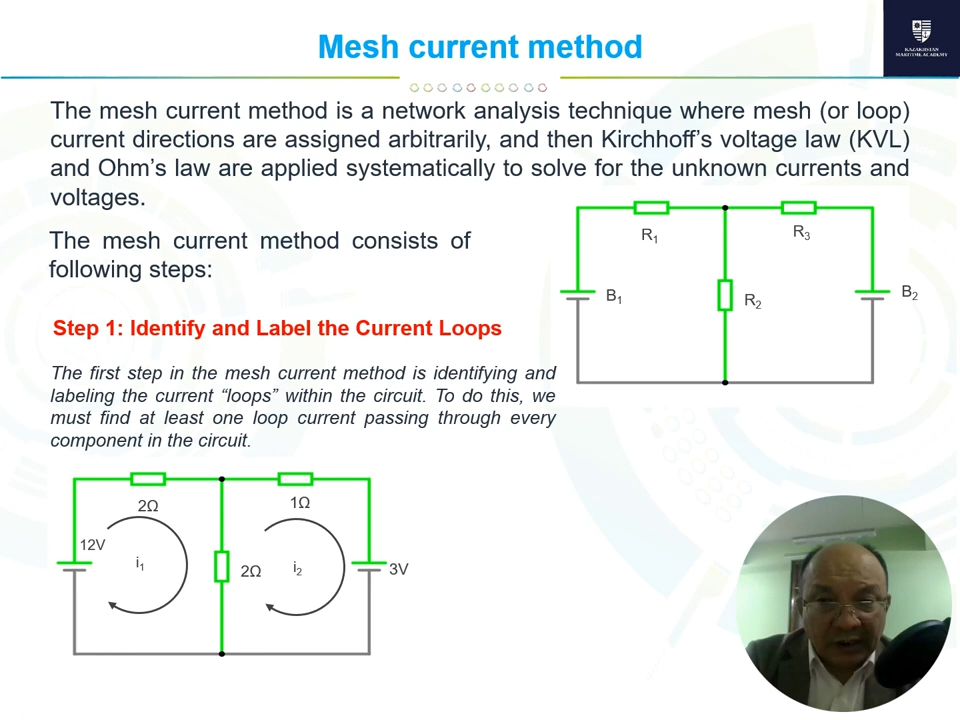 Mesh current method
KAZAKHSTAN
MARITIME ACADEMY
The mesh current method is a network analysis technique where mesh (or loop)
current directions are assigned arbitrarily, and then Kirchhoff’s voltage law (KVL)
and Ohm’s law are applied systematically to solve for the unknown currents and
voltages.
The mesh current method consists of
following steps:
R1
R3
B1
R2
B2
Step 1: Identify and Label the Current Loops
The first step in the mesh current method is identifying and
labeling the current “loops” within the circuit. To do this, we
must find at least one loop current passing through every
component in the circuit.
2Ω
1Ω
12V
i1
2Ω
i2
3V